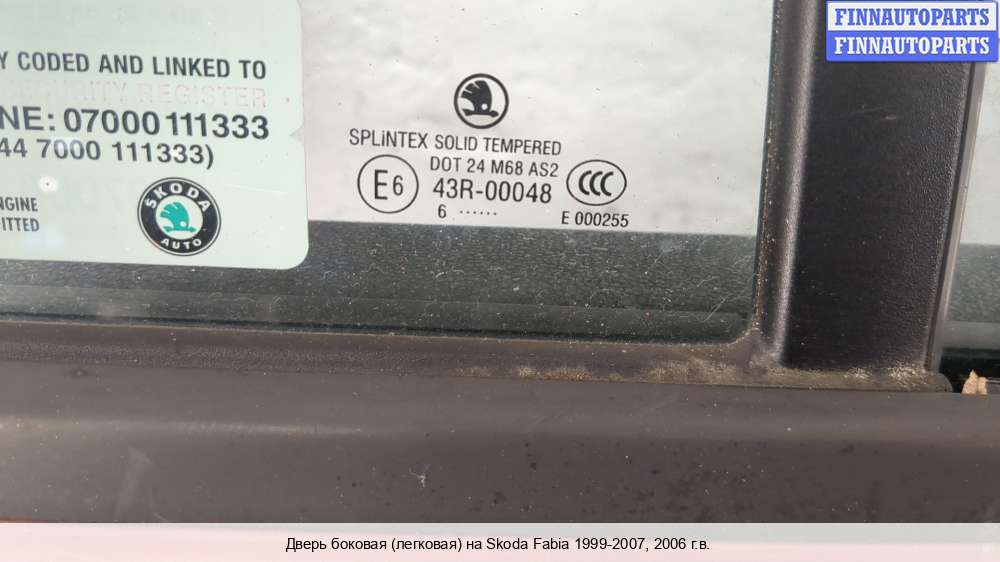 FINNAUTOPARTS
FINNAUTOPARTS
Y CODED AND LINKED TO
SECURITY REGISTER
NE: 07000 111333
44 7000 111333)
NGINE
ITTED
SKODA
AUTO
SPLiNTEX SOLID TEMPERED
DOT 24 M68 AS2
E6 43R-00048 CCC
6 ......
E 000255
Дверь боковая (легковая) на Skoda Fabia 1999-2007, 2006 г.в.